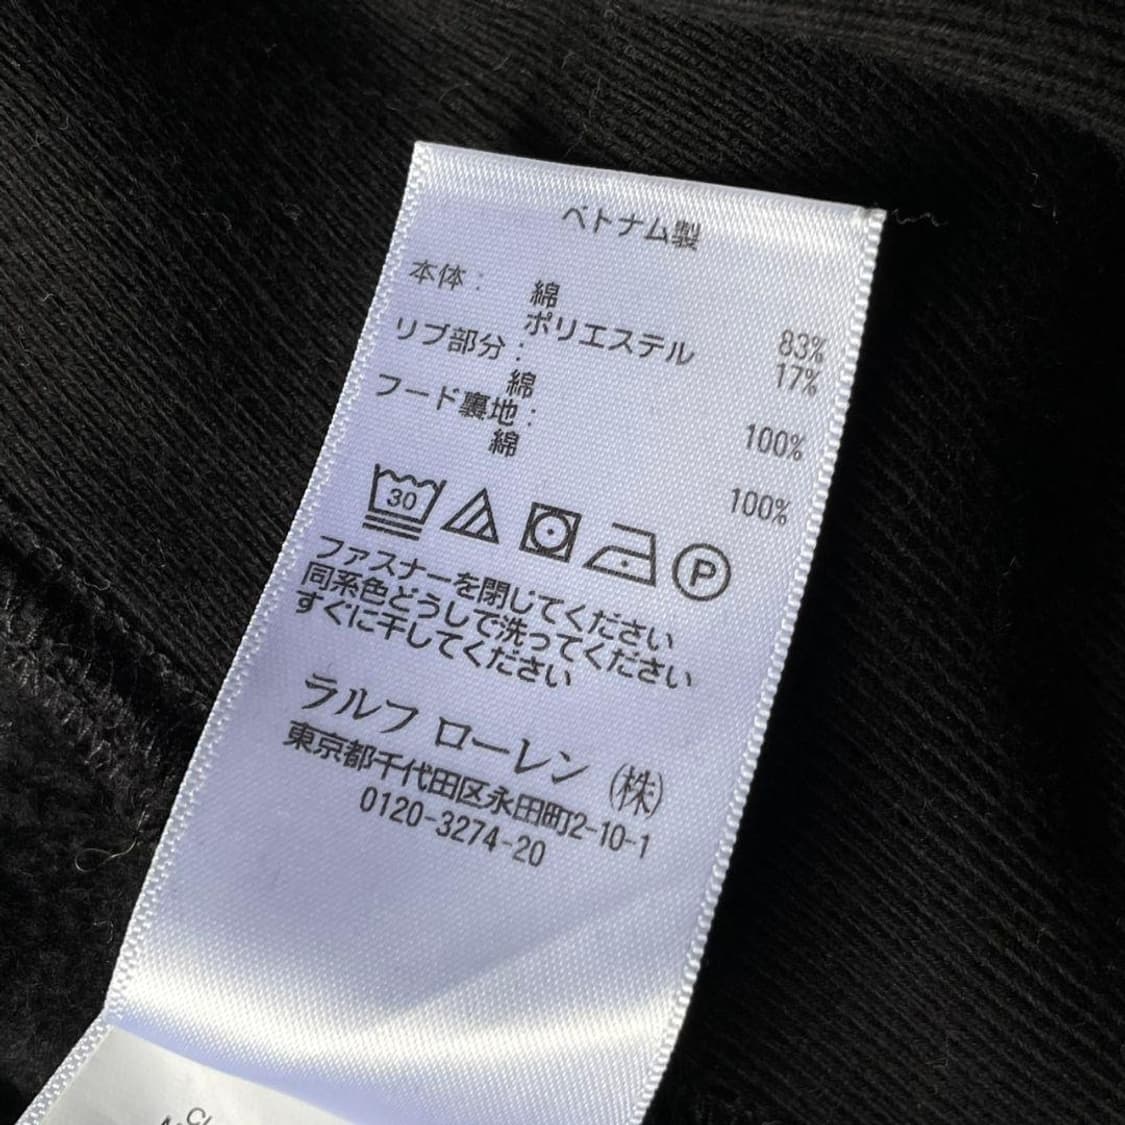 ベトナム製
本体: 綿 83%
ポリエステル 17%
リブ部分:
綿 100%
フード裏地:
綿 100%
30 P
ファスナーを閉じてください
同系色どうしで洗ってください
すぐに干してください
ラルフ ローレン (株)
東京都千代田区永田町2-10-1
0120-3274-20